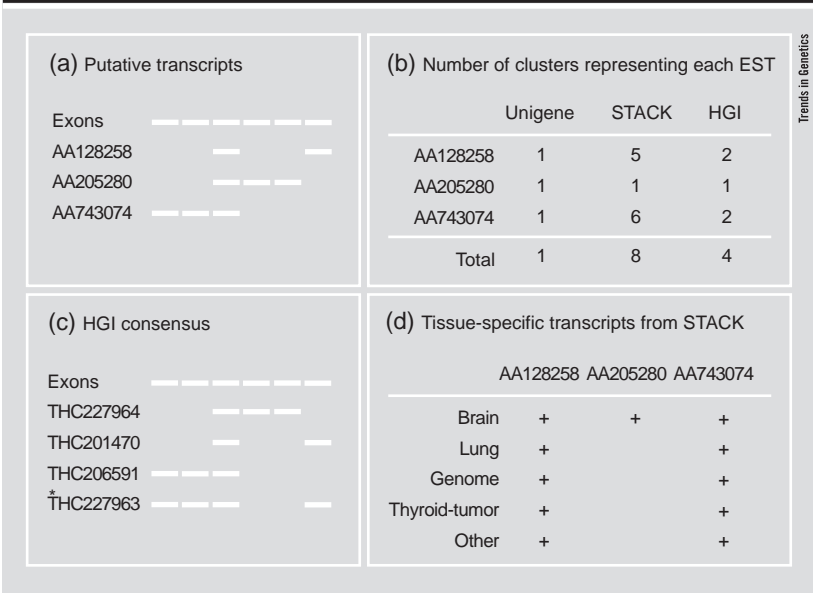 (a) Putative transcripts
Exons
AA128258
AA205280
AA743074
(b) Number of clusters representing each EST
Unigene STACK HGI
AA128258 1 5 2
AA205280 1 1 1
AA743074 1 6 2
Total 1 8 4
(c) HGI consensus
Exons
THC227964
THC201470
THC206591
*THC227963
(d) Tissue-specific transcripts from STACK
AA128258 AA205280 AA743074
Brain + + +
Lung + +
Genome + +
Thyroid-tumor + +
Other + +
Trends in Genetics